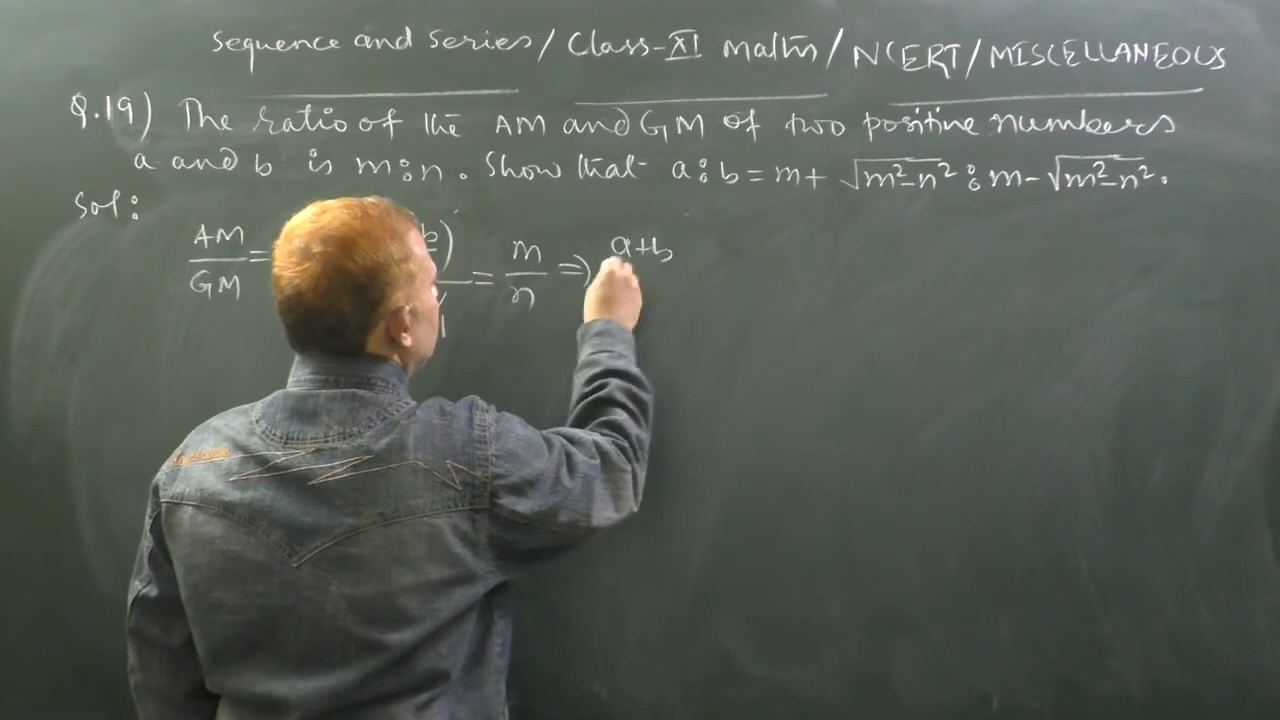 Sequence and Series/Class-XI Maths/NCERT/MISCELLANEOUS
Q.19) The ratio of the AM and GM of two positive numbers
a and b is m:n. Show that a:b = m+ √m²-n² : m-√m²-n².
Sol:
AM/GM = b) = m/n => a+b